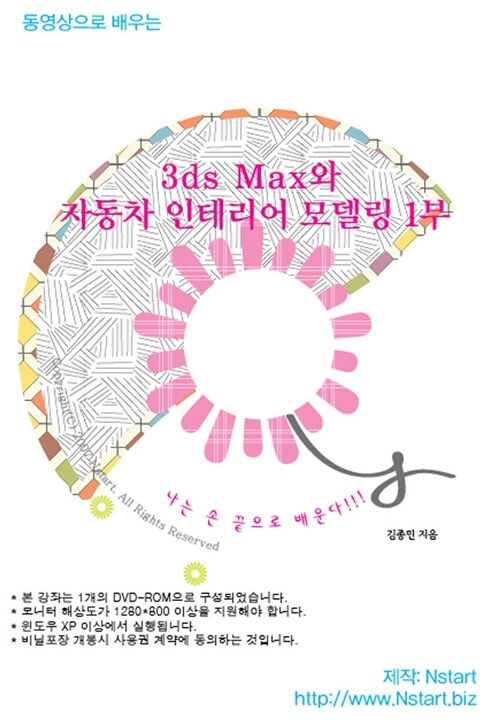 동영상으로 배우는
3ds Max와
자동차 인테리어 모델링 1부
Copyright(C) 2007 Nstart. All Rights Reserved
나는 손 끝으로 배운다!!!
김종민 지음
* 본 강좌는 1개의 DVD-ROM으로 구성되었습니다.
* 모니터 해상도가 1280*800 이상을 지원해야 합니다.
* 윈도우 XP 이상에서 실행됩니다.
* 비닐포장 개봉시 사용권 계약에 동의하는 것입니다.
제작: Nstart
http://www.Nstart.biz